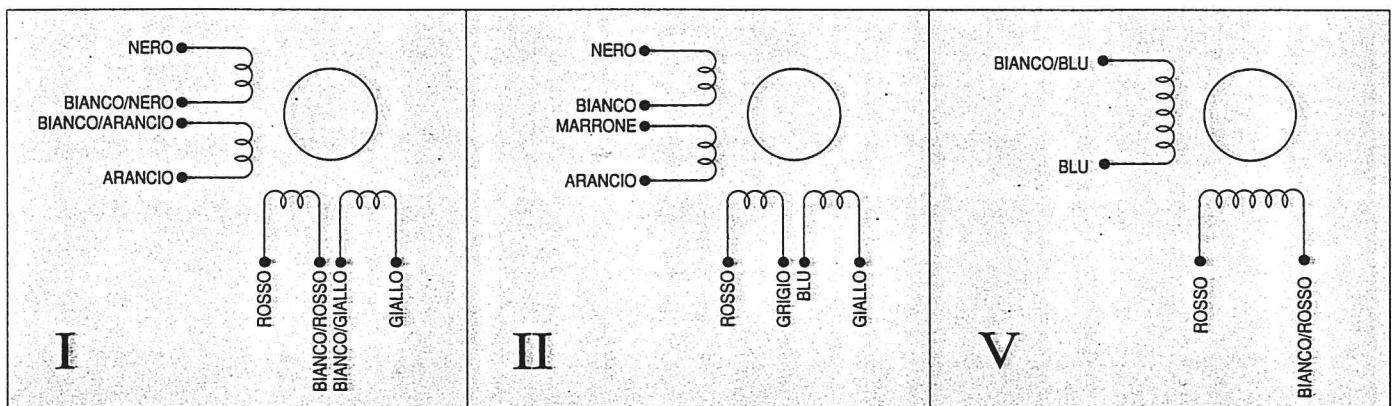 NERO
BIANCO/NERO
BIANCO/ARANCIO
ARANCIO
ROSSO
BIANCO/ROSSO
BIANCO/GIALLO
GIALLO
I
NERO
BIANCO
MARRONE
ARANCIO
ROSSO
GRIGIO
BLU
GIALLO
II
BIANCO/BLU
BLU
ROSSO
BIANCO/ROSSO
V